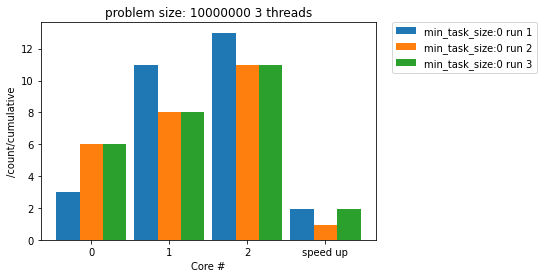 problem size: 10000000 3 threads
min_task_size:0 run 1
min_task_size:0 run 2
min_task_size:0 run 3
/count/cumulative
12
10
8
6
4
2
0
0 1 2 speed up
Core #